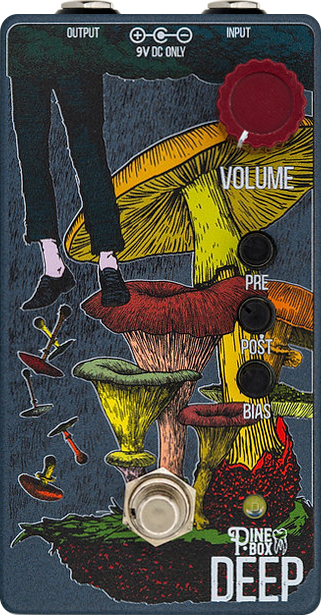 OUTPUT
INPUT
9V DC ONLY
VOLUME
PRE
POST
BIAS
PINE
BOX
DEEP